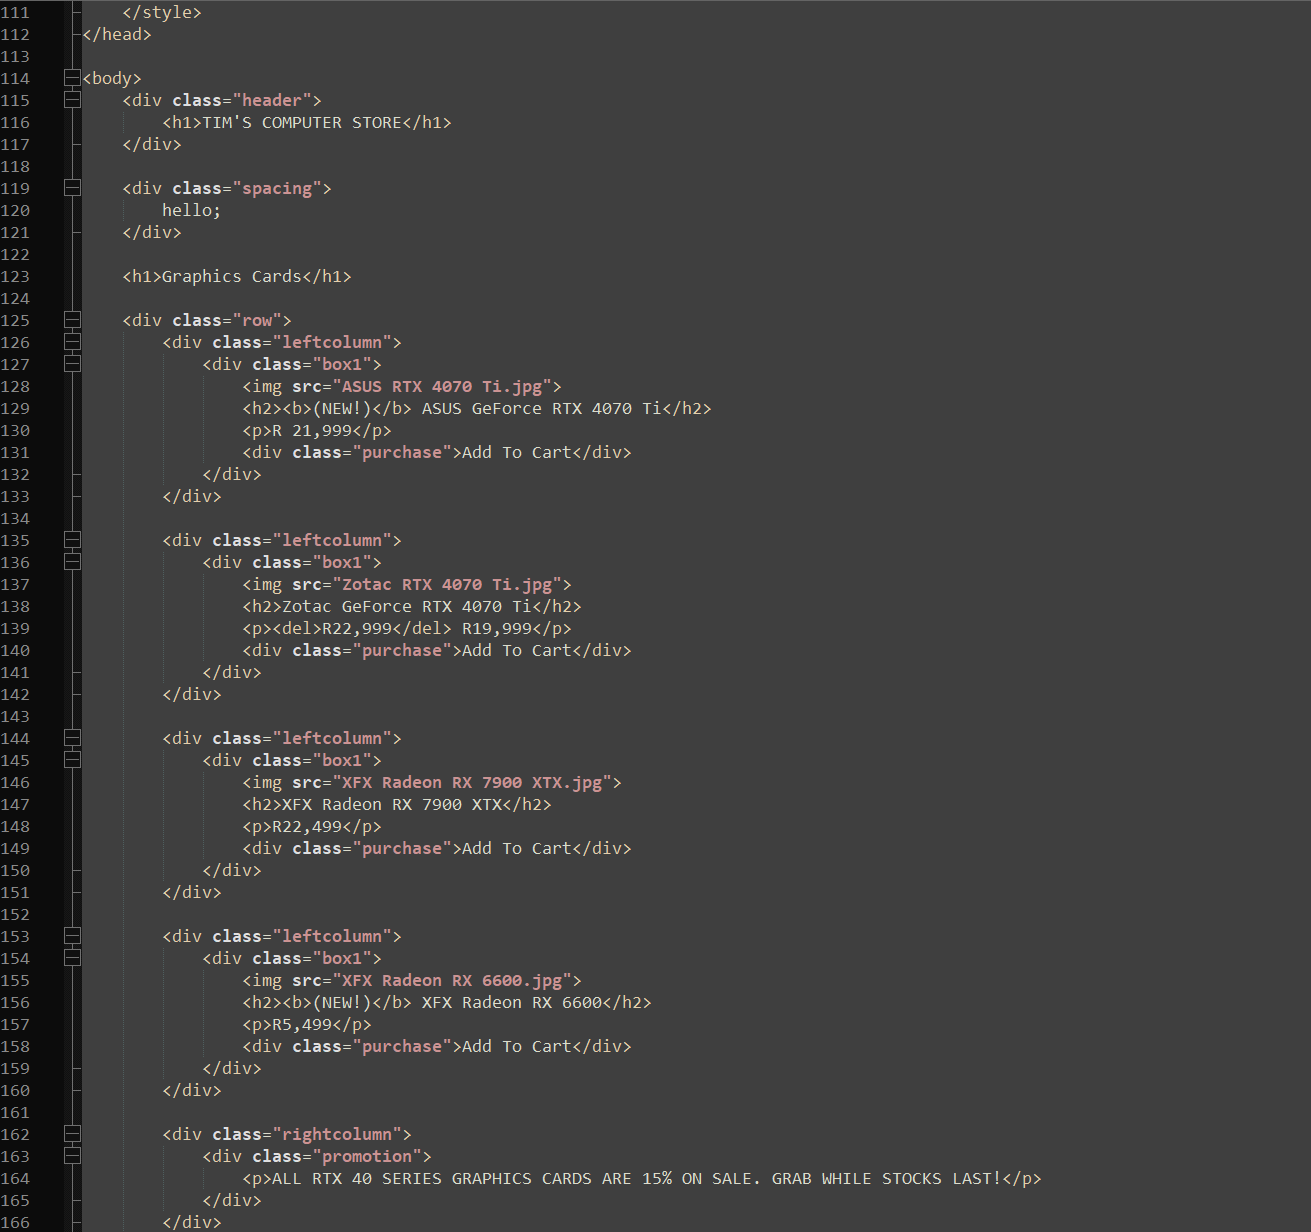 111     </style>
112 </head>
113
114 <body>
115     <div class="header">
116         <h1>TIM'S COMPUTER STORE</h1>
117     </div>
118
119     <div class="spacing">
120         hello;
121     </div>
122
123     <h1>Graphics Cards</h1>
124
125     <div class="row">
126         <div class="leftcolumn">
127             <div class="box1">
128                 <img src="ASUS RTX 4070 Ti.jpg">
129                 <h2><b>(NEW!)</b> ASUS GeForce RTX 4070 Ti</h2>
130                 <p>R 21,999</p>
131                 <div class="purchase">Add To Cart</div>
132             </div>
133         </div>
134
135         <div class="leftcolumn">
136             <div class="box1">
137                 <img src="Zotac RTX 4070 Ti.jpg">
138                 <h2>Zotac GeForce RTX 4070 Ti</h2>
139                 <p><del>R22,999</del> R19,999</p>
140                 <div class="purchase">Add To Cart</div>
141             </div>
142         </div>
143
144         <div class="leftcolumn">
145             <div class="box1">
146                 <img src="XFX Radeon RX 7900 XTX.jpg">
147                 <h2>XFX Radeon RX 7900 XTX</h2>
148                 <p>R22,499</p>
149                 <div class="purchase">Add To Cart</div>
150             </div>
151         </div>
152
153         <div class="leftcolumn">
154             <div class="box1">
155                 <img src="XFX Radeon RX 6600.jpg">
156                 <h2><b>(NEW!)</b> XFX Radeon RX 6600</h2>
157                 <p>R5,499</p>
158                 <div class="purchase">Add To Cart</div>
159             </div>
160         </div>
161
162         <div class="rightcolumn">
163             <div class="promotion">
164                 <p>ALL RTX 40 SERIES GRAPHICS CARDS ARE 15% ON SALE. GRAB WHILE STOCKS LAST!</p>
165             </div>
166         </div>